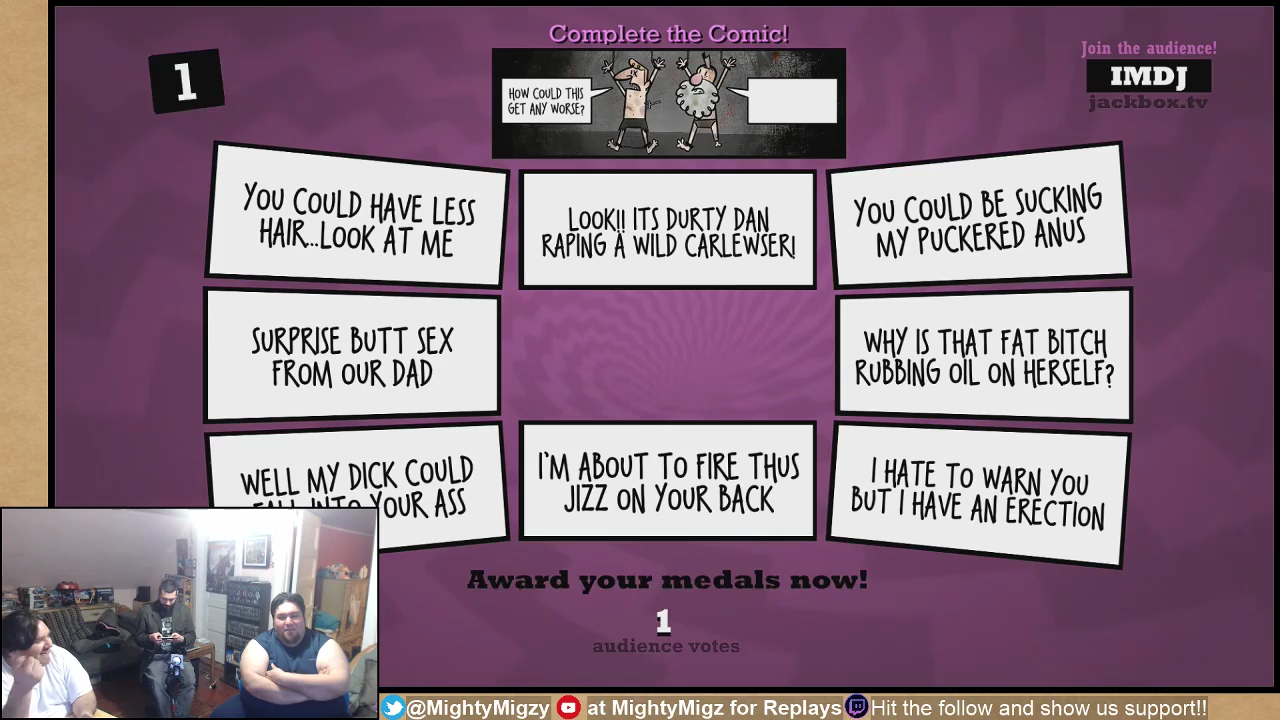 Complete the Comic!
1
HOW COULD THIS
GET ANY WORSE?
Join the audience!
IMDJ
jackbox.tv
YOU COULD HAVE LESS
HAIR...LOOK AT ME
LOOK!! ITS DURTY DAN
RAPING A WILD CARLEWSER!
YOU COULD BE SUCKING
MY PUCKERED ANUS
SURPRISE BUTT SEX
FROM OUR DAD
WHY IS THAT FAT BITCH
RUBBING OIL ON HERSELF?
WELL MY DICK COULD
FALL INTO YOUR ASS
I'M ABOUT TO FIRE THUS
JIZZ ON YOUR BACK
I HATE TO WARN YOU
BUT I HAVE AN ERECTION
Award your medals now!
1
audience votes
@MightyMigzy at MightyMigz for Replays Hit the follow and show us support!!